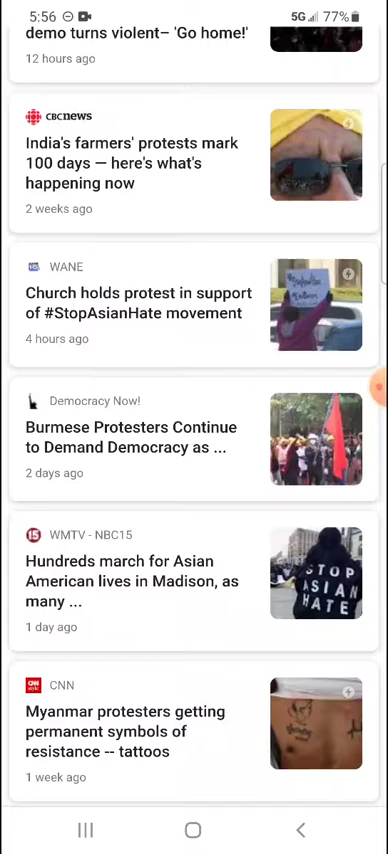 5:56 5G 77%
demo turns violent– 'Go home!'
12 hours ago
CBCnews
India's farmers' protests mark
100 days — here's what's
happening now
2 weeks ago
WANE
Church holds protest in support
of #StopAsianHate movement
4 hours ago
Democracy Now!
Burmese Protesters Continue
to Demand Democracy as ...
2 days ago
15 WMTV - NBC15
Hundreds march for Asian
American lives in Madison, as
many ...
1 day ago
STOP
ASIAN
HATE
CNN style CNN
Myanmar protesters getting
permanent symbols of
resistance -- tattoos
1 week ago